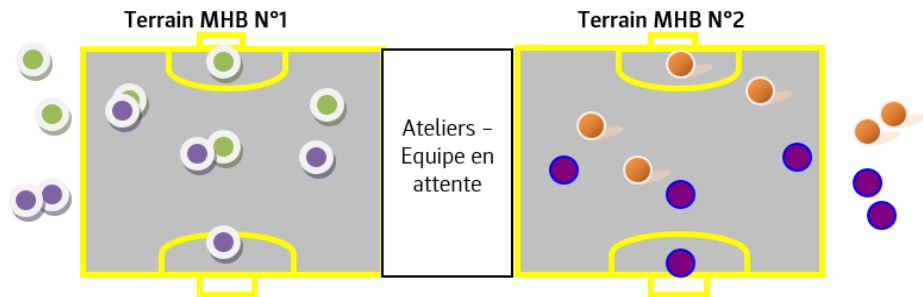 Terrain MHB N°1
Terrain MHB N°2
Ateliers –
Equipe en
attente